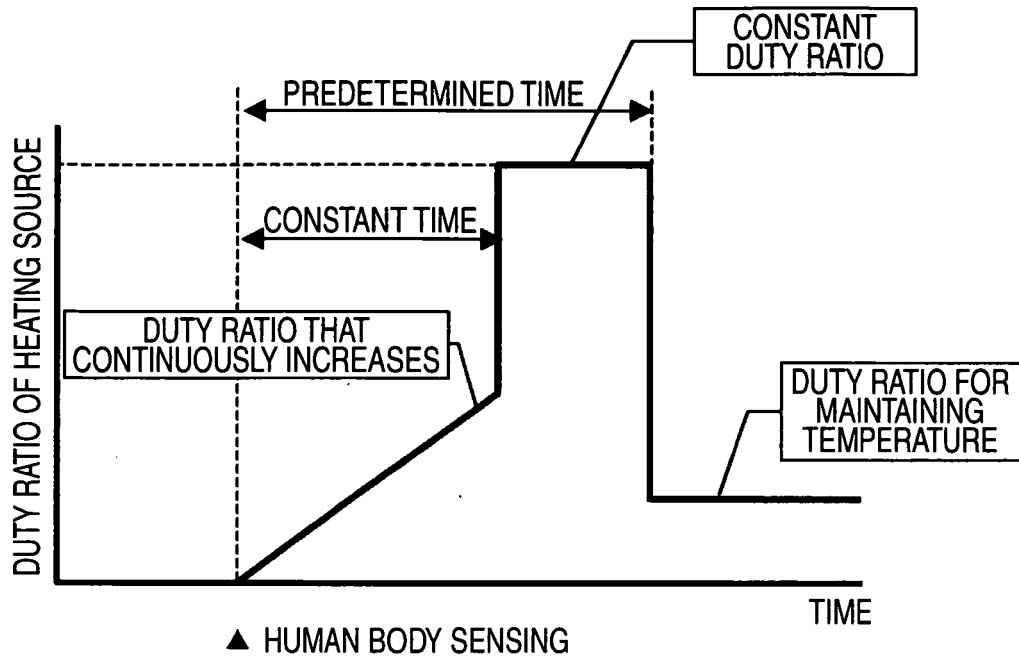 CONSTANT
DUTY RATIO
PREDETERMINED TIME
DUTY RATIO OF HEATING SOURCE
CONSTANT TIME
DUTY RATIO THAT
CONTINUOUSLY INCREASES
DUTY RATIO FOR
MAINTAINING
TEMPERATURE
TIME
▲ HUMAN BODY SENSING